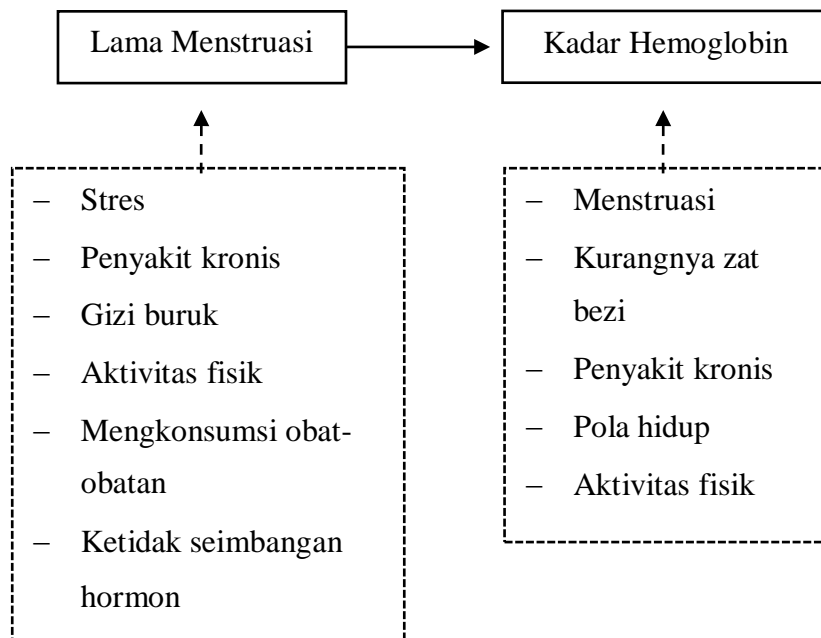 Lama Menstruasi
Kadar Hemoglobin
– Stres
– Penyakit kronis
– Gizi buruk
– Aktivitas fisik
– Mengkonsumsi obat-
obatan
– Ketidak seimbangan
hormon
– Menstruasi
– Kurangnya zat
bezi
– Penyakit kronis
– Pola hidup
– Aktivitas fisik